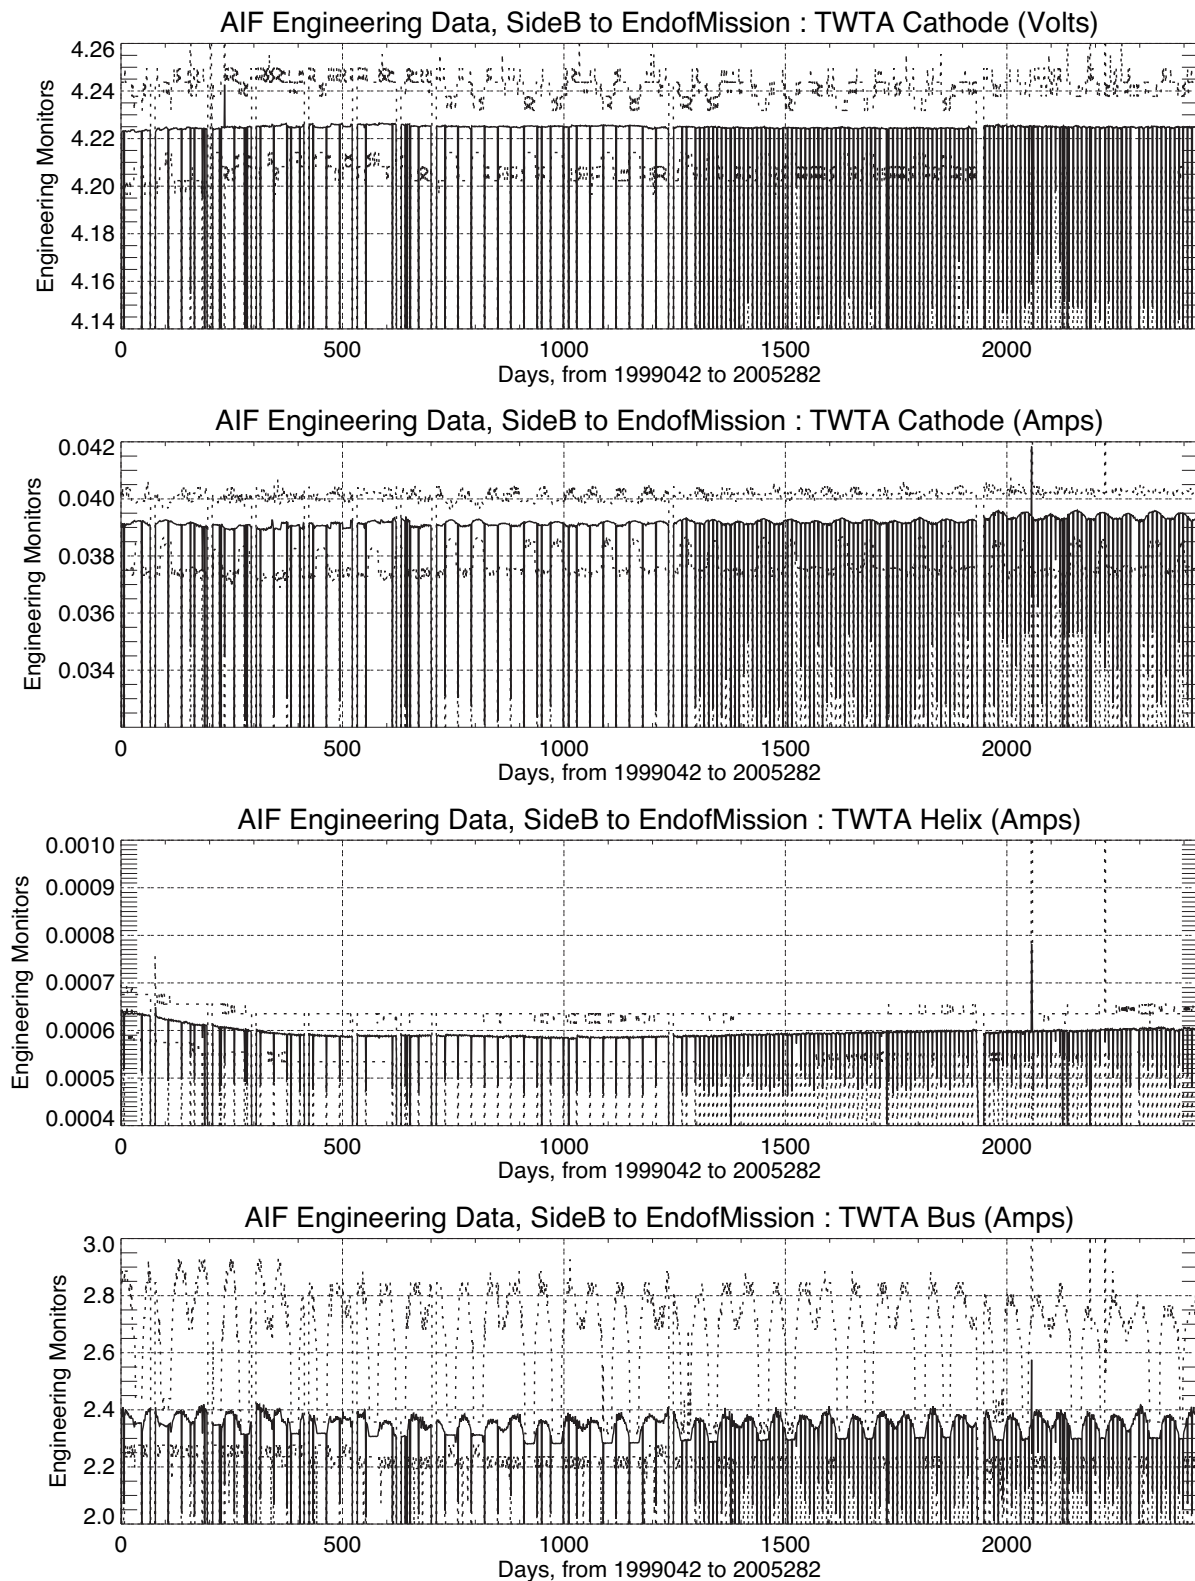 AIF Engineering Data, SideB to EndofMission : TWTA Cathode (Volts)
Engineering Monitors
4.26
4.24
4.22
4.20
4.18
4.16
4.14
0 500 1000 1500 2000
Days, from 1999042 to 2005282
AIF Engineering Data, SideB to EndofMission : TWTA Cathode (Amps)
Engineering Monitors
0.042
0.040
0.038
0.036
0.034
0 500 1000 1500 2000
Days, from 1999042 to 2005282
AIF Engineering Data, SideB to EndofMission : TWTA Helix (Amps)
Engineering Monitors
0.0010
0.0009
0.0008
0.0007
0.0006
0.0005
0.0004
0 500 1000 1500 2000
Days, from 1999042 to 2005282
AIF Engineering Data, SideB to EndofMission : TWTA Bus (Amps)
Engineering Monitors
3.0
2.8
2.6
2.4
2.2
2.0
0 500 1000 1500 2000
Days, from 1999042 to 2005282